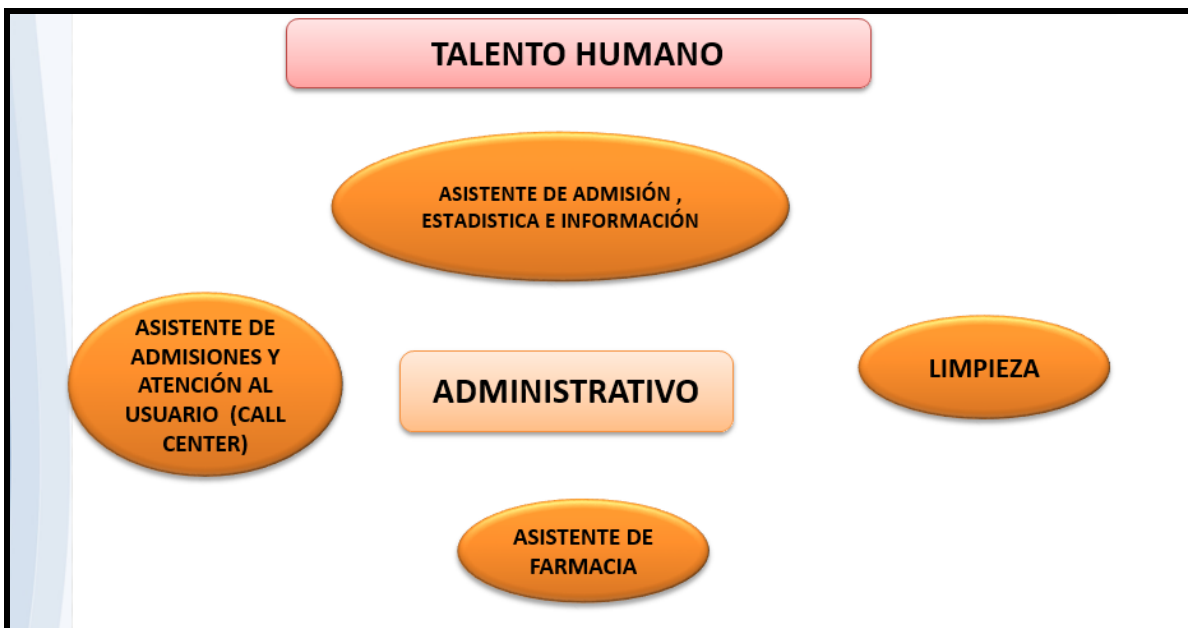 TALENTO HUMANO
ASISTENTE DE ADMISIÓN ,
ESTADISTICA E INFORMACIÓN
ASISTENTE DE
ADMISIONES Y
ATENCIÓN AL
USUARIO (CALL
CENTER)
ADMINISTRATIVO
LIMPIEZA
ASISTENTE DE
FARMACIA